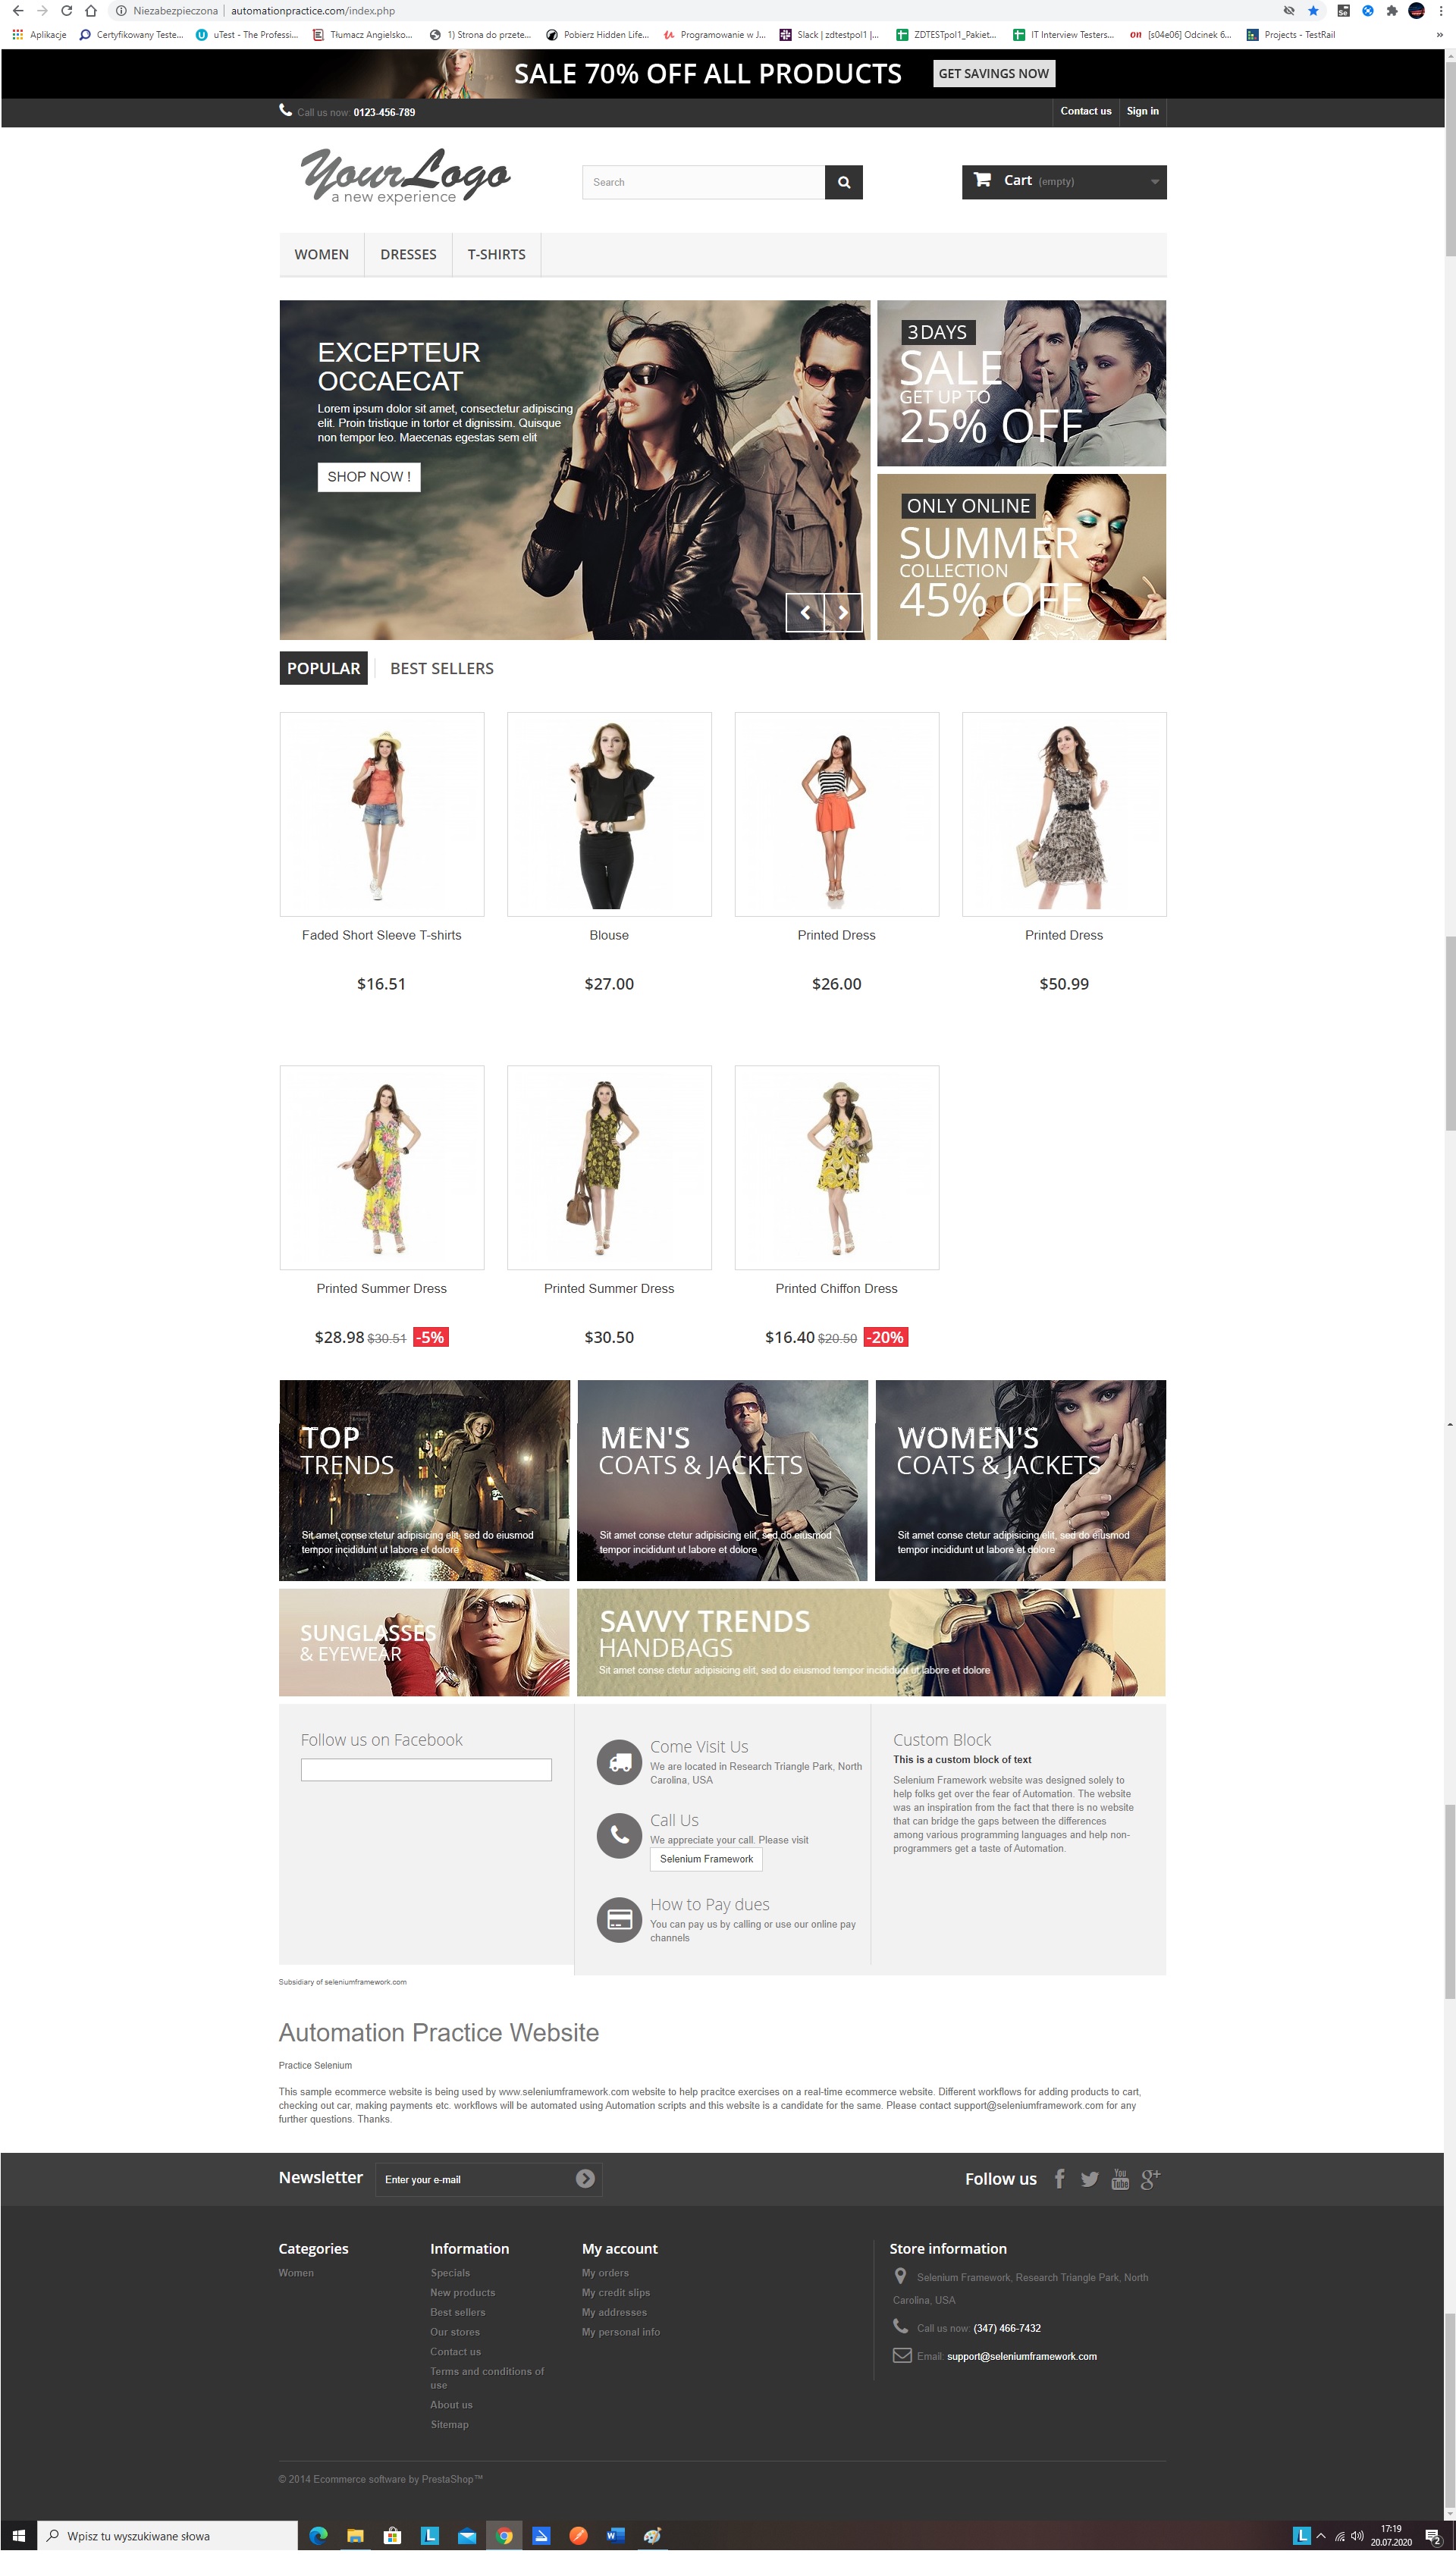 Niezabezpieczona | automationpractice.com/index.php
Aplikacje Certyfikowany Teste... uTest - The Professi... Tłumacz Angielsko... 1) Strona do przete... Pobierz Hidden Life... Programowanie w J... Slack | zdtestpol1 |... ZDTESTpol1_Pakiet... IT Interview Testers... on [s04e06] Odcinek 6... Projects - TestRail »
SALE 70% OFF ALL PRODUCTS GET SAVINGS NOW
Call us now: 0123-456-789 Contact us Sign in
YourLogo
a new experience
Search
Cart (empty)
WOMEN DRESSES T-SHIRTS
EXCEPTEUR
OCCAECAT
Lorem ipsum dolor sit amet, consectetur adipiscing
elit. Proin tristique in tortor et dignissim. Quisque
non tempor leo. Maecenas egestas sem elit
SHOP NOW !
3 DAYS
SALE
GET UP TO
25% OFF
ONLY ONLINE
SUMMER
COLLECTION
45% OFF
POPULAR BEST SELLERS
Faded Short Sleeve T-shirts Blouse Printed Dress Printed Dress
$16.51 $27.00 $26.00 $50.99
Printed Summer Dress Printed Summer Dress Printed Chiffon Dress
$28.98 $30.51 -5% $30.50 $16.40 $20.50 -20%
TOP
TRENDS
Sit amet conse ctetur adipisicing elit, sed do eiusmod
tempor incididunt ut labore et dolore
MEN'S
COATS & JACKETS
Sit amet conse ctetur adipisicing elit, sed do eiusmod
tempor incididunt ut labore et dolore
WOMEN'S
COATS & JACKETS
Sit amet conse ctetur adipisicing elit, sed do eiusmod
tempor incididunt ut labore et dolore
SUNGLASSES
& EYEWEAR
SAVVY TRENDS
HANDBAGS
Sit amet conse ctetur adipisicing elit, sed do eiusmod tempor incididunt ut labore et dolore
Follow us on Facebook
Come Visit Us
We are located in Research Triangle Park, North
Carolina, USA
Call Us
We appreciate your call. Please visit
Selenium Framework
How to Pay dues
You can pay us by calling or use our online pay
channels
Custom Block
This is a custom block of text
Selenium Framework website was designed solely to
help folks get over the fear of Automation. The website
was an inspiration from the fact that there is no website
that can bridge the gaps between the differences
among various programming languages and help non-
programmers get a taste of Automation.
Subsidiary of seleniumframework.com
Automation Practice Website
Practice Selenium
This sample ecommerce website is being used by www.seleniumframework.com website to help pracitce exercises on a real-time ecommerce website. Different workflows for adding products to cart,
checking out car, making payments etc. workflows will be automated using Automation scripts and this website is a candidate for the same. Please contact support@seleniumframework.com for any
further questions. Thanks.
Newsletter Enter your e-mail Follow us f You Tube g+
Categories
Women
Information
Specials
New products
Best sellers
Our stores
Contact us
Terms and conditions of
use
About us
Sitemap
My account
My orders
My credit slips
My addresses
My personal info
Store information
Selenium Framework, Research Triangle Park, North
Carolina, USA
Call us now: (347) 466-7432
Email: support@seleniumframework.com
© 2014 Ecommerce software by PrestaShop™
Wpisz tu wyszukiwane słowa
17:19
20.07.2020
2